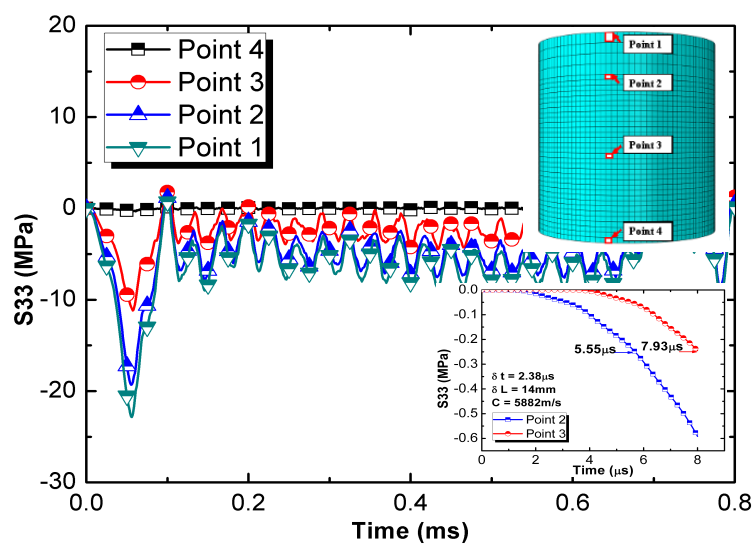 20
10
0
-10
-20
-30
S33 (MPa)
0.0
0.2
0.4
0.6
0.8
Time (ms)
Point 4
Point 3
Point 2
Point 1
Point 1
Point 2
Point 3
Point 4
0.0
-0.1
-0.2
-0.3
-0.4
-0.5
-0.6
S33 (MPa)
5.55μs
7.93μs
δ t = 2.38μs
δ L = 14mm
C = 5882m/s
Point 2
Point 3
0
2
4
6
8
Time (μs)